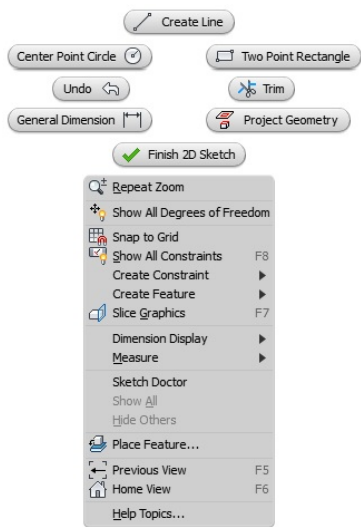 Create Line
Center Point Circle
Two Point Rectangle
Undo
Trim
General Dimension
Project Geometry
Finish 2D Sketch
Repeat Zoom
Show All Degrees of Freedom
Snap to Grid
Show All Constraints F8
Create Constraint
Create Feature
Slice Graphics F7
Dimension Display
Measure
Sketch Doctor
Show All
Hide Others
Place Feature...
Previous View F5
Home View F6
Help Topics...